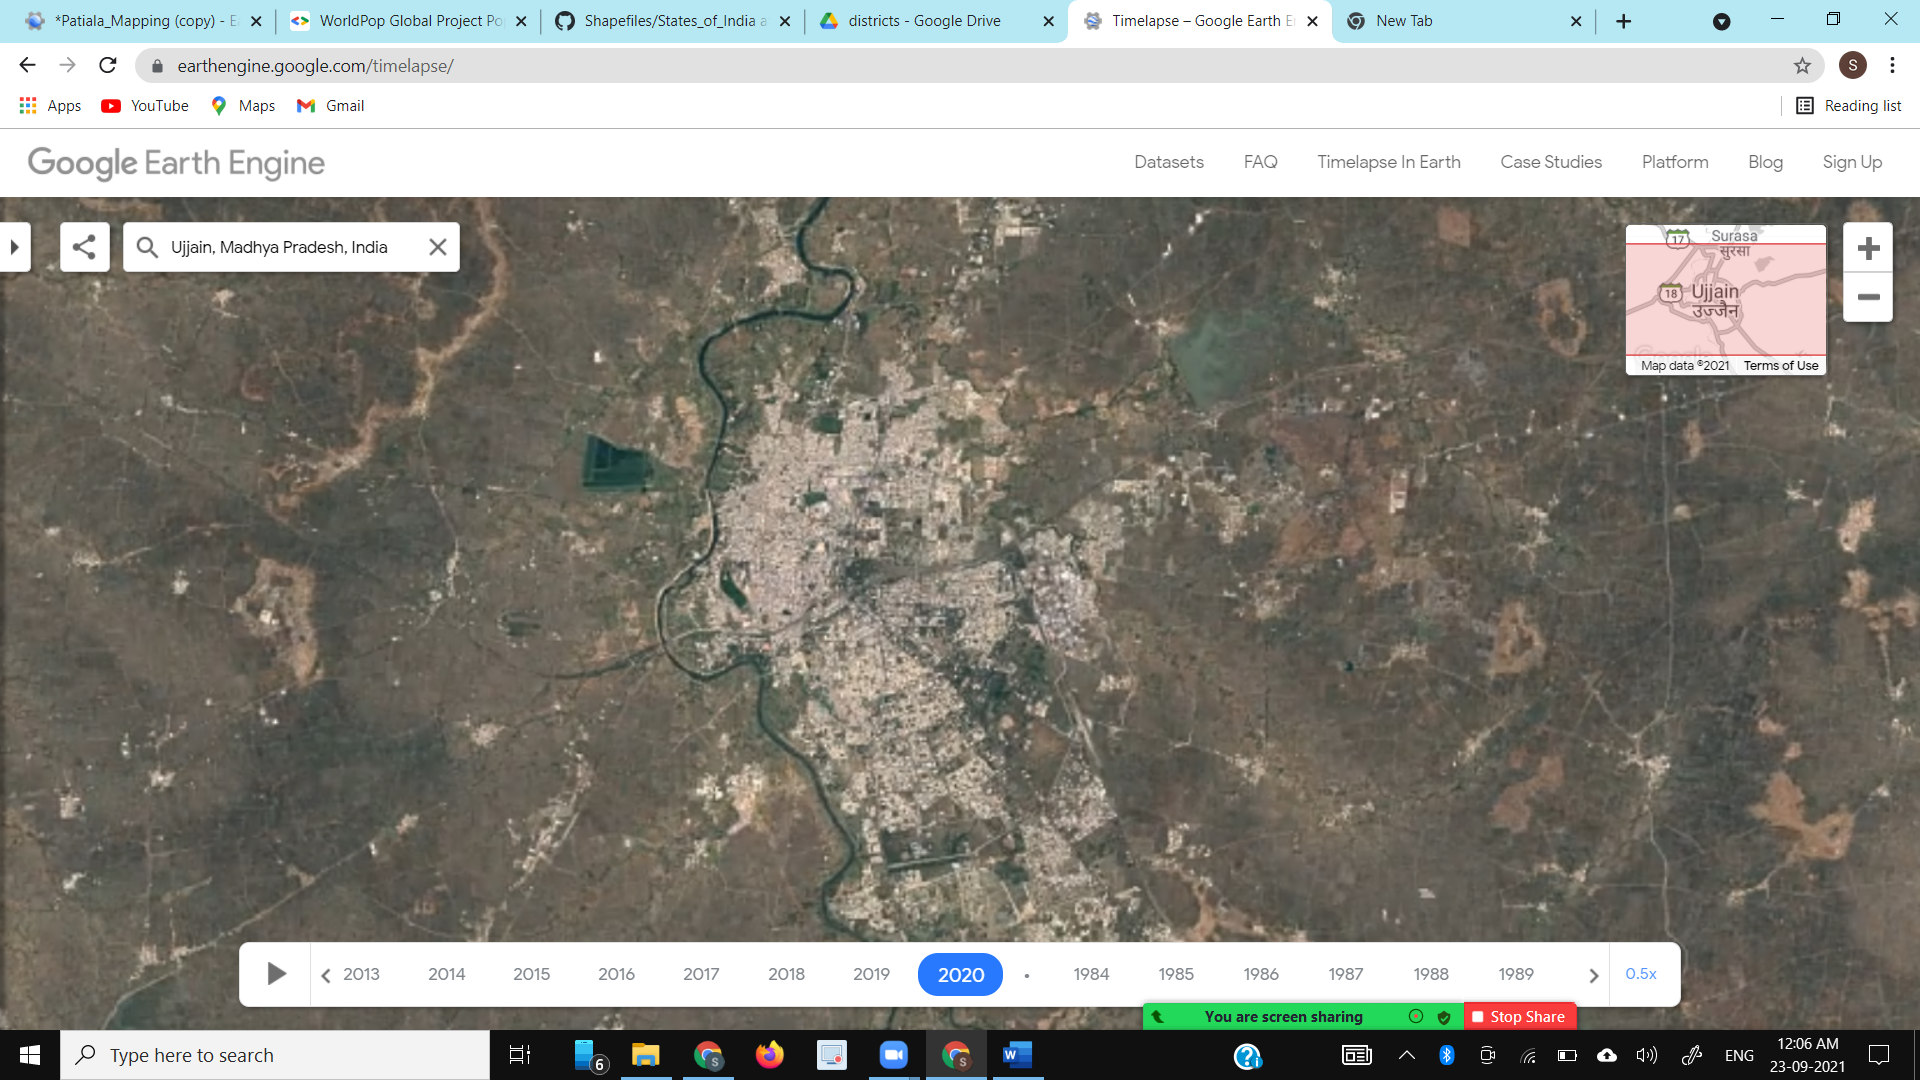 *Patiala_Mapping (copy) - E
WorldPop Global Project Po
Shapefiles/States_of_India a
districts - Google Drive
Timelapse – Google Earth E
New Tab
earthengine.google.com/timelapse/
S
Apps
YouTube
Maps
Gmail
Reading list
Google Earth Engine
Datasets
FAQ
Timelapse In Earth
Case Studies
Platform
Blog
Sign Up
Ujjain, Madhya Pradesh, India
17
Surasa
सुरसा
18
Ujjain
उज्जैन
Google
Map data ©2021
Terms of Use
2013 2014 2015 2016 2017 2018 2019 2020 • 1984 1985 1986 1987 1988 1989
0.5x
You are screen sharing
Stop Share
Type here to search
6
S
S
W
ENG
12:06 AM
23-09-2021